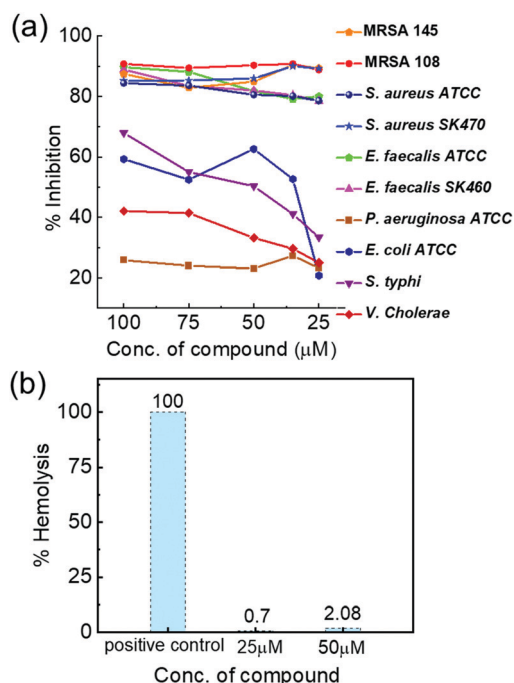 (a)
MRSA 145
MRSA 108
S. aureus ATCC
S. aureus SK470
E. faecalis ATCC
E. faecalis SK460
P. aeruginosa ATCC
E. coli ATCC
S. typhi
V. Cholerae
% Inhibition
100
80
60
40
20
100 75 50 25
Conc. of compound (μM)
(b)
% Hemolysis
100
75
50
25
0
100
0.7
2.08
positive control 25μM 50μM
Conc. of compound